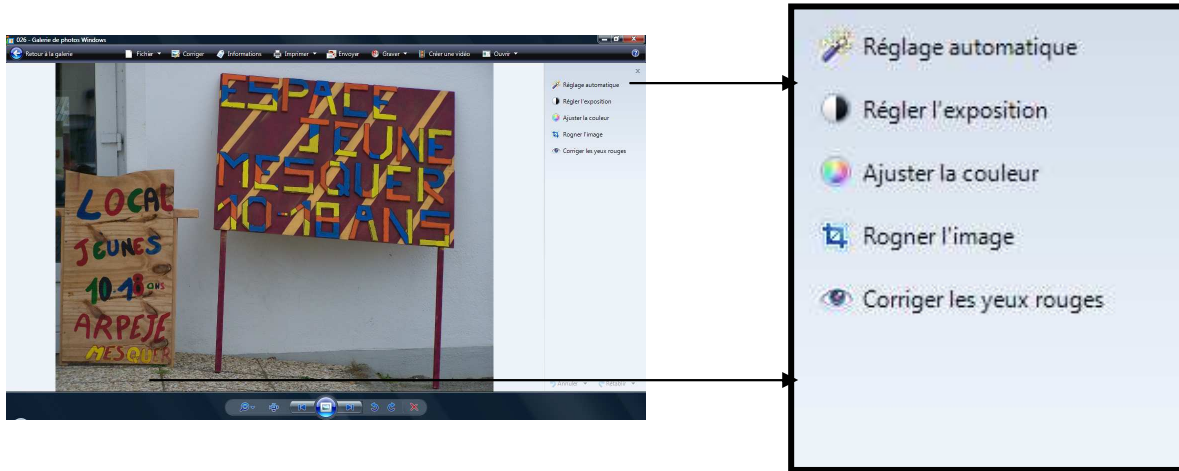 026 - Galerie de photos Windows
Retour à la galerie
Fichier
Corriger
Informations
Imprimer
Envoyer
Graver
Créer une vidéo
Ouvrir
ESPACE
JEUNE
MESQUER
10-18 ANS
LOCAL
JEUNES
10-18 ans
ARPEJE
MESQUER
Réglage automatique
Régler l'exposition
Ajuster la couleur
Rogner l'image
Corriger les yeux rouges
Annuler
Rétablir
Réglage automatique
Régler l'exposition
Ajuster la couleur
Rogner l'image
Corriger les yeux rouges